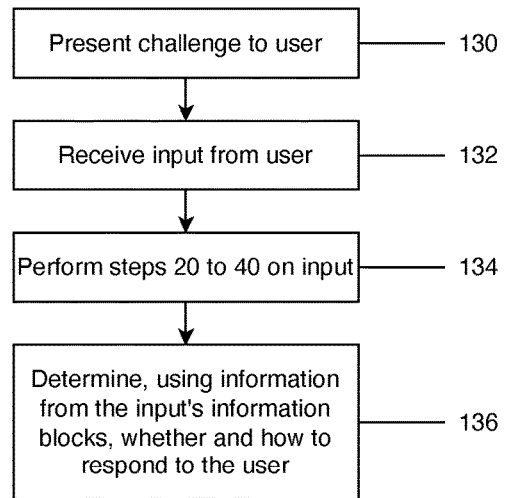 Present challenge to user 130
Receive input from user 132
Perform steps 20 to 40 on input 134
Determine, using information
from the input's information
blocks, whether and how to
respond to the user
136